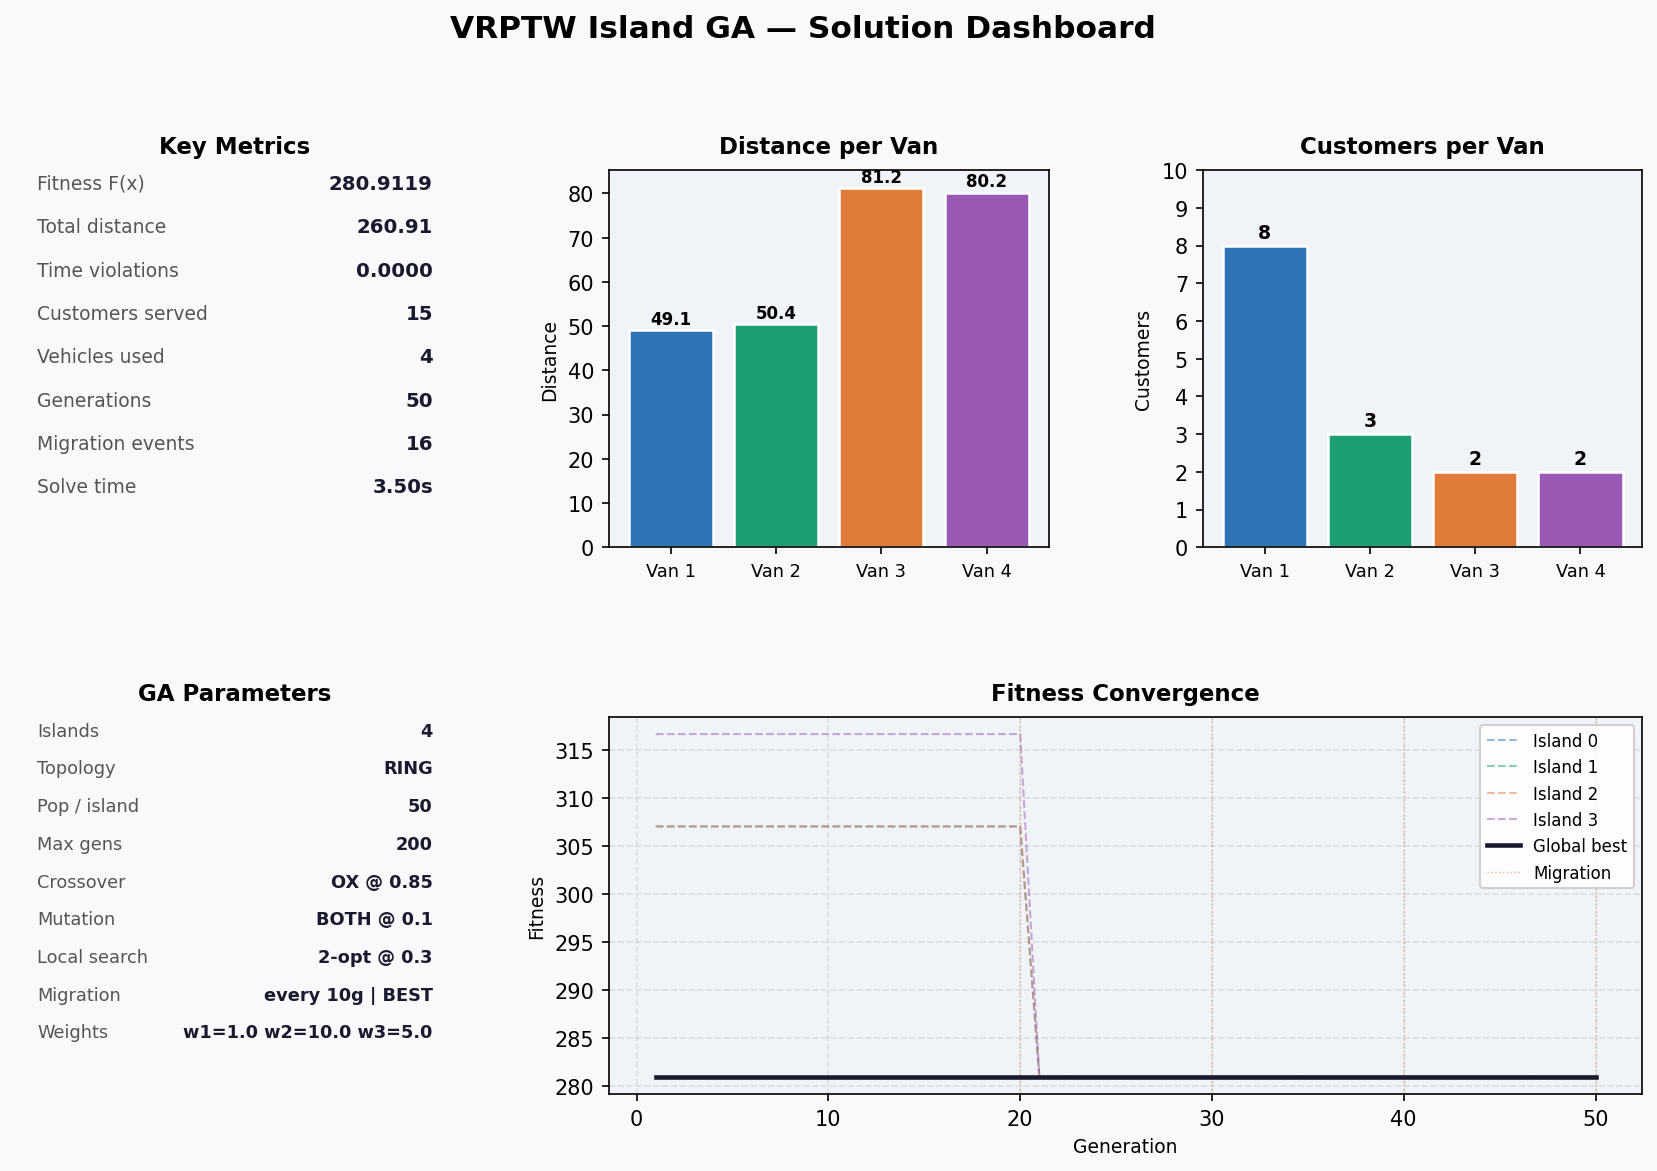 VRPTW Island GA — Solution Dashboard
Key Metrics
Fitness F(x) 280.9119
Total distance 260.91
Time violations 0.0000
Customers served 15
Vehicles used 4
Generations 50
Migration events 16
Solve time 3.50s
Distance per Van
Distance
80
70
60
50
40
30
20
10
0
49.1
50.4
81.2
80.2
Van 1 Van 2 Van 3 Van 4
Customers per Van
Customers
10
9
8
7
6
5
4
3
2
1
0
8
3
2
2
Van 1 Van 2 Van 3 Van 4
GA Parameters
Islands 4
Topology RING
Pop / island 50
Max gens 200
Crossover OX @ 0.85
Mutation BOTH @ 0.1
Local search 2-opt @ 0.3
Migration every 10g | BEST
Weights w1=1.0 w2=10.0 w3=5.0
Fitness Convergence
Fitness
315
310
305
300
295
290
285
280
Island 0
Island 1
Island 2
Island 3
Global best
Migration
0 10 20 30 40 50
Generation